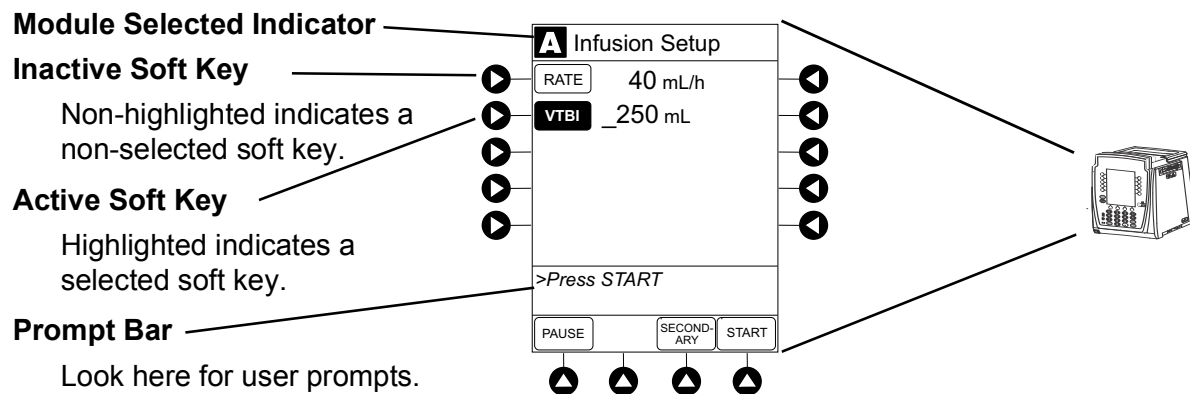 Module Selected Indicator
Inactive Soft Key
Non-highlighted indicates a
non-selected soft key.
Active Soft Key
Highlighted indicates a
selected soft key.
Prompt Bar
Look here for user prompts.
A Infusion Setup
RATE 40 mL/h
VTBI _250 mL
>Press START
PAUSE
SECOND-
ARY
START